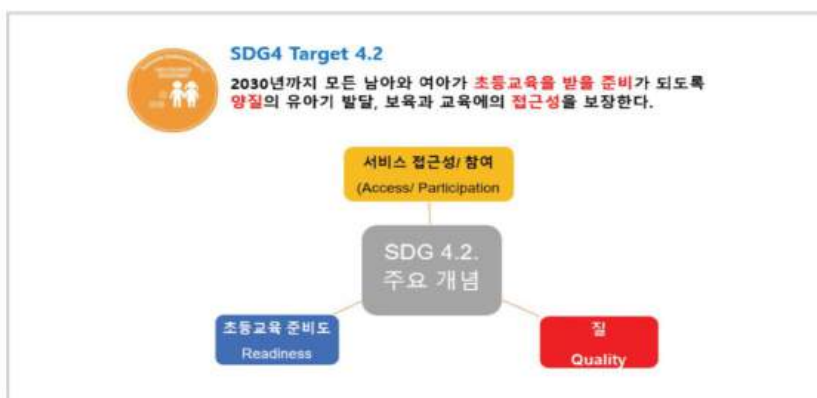 SDG4 Target 4.2
2030년까지 모든 남아와 여아가 초등교육을 받을 준비가 되도록
양질의 유아기 발달, 보육과 교육에의 접근성을 보장한다.
서비스 접근성/ 참여
(Access/ Participation
SDG 4.2.
주요 개념
초등교육 준비도
Readiness
질
Quality